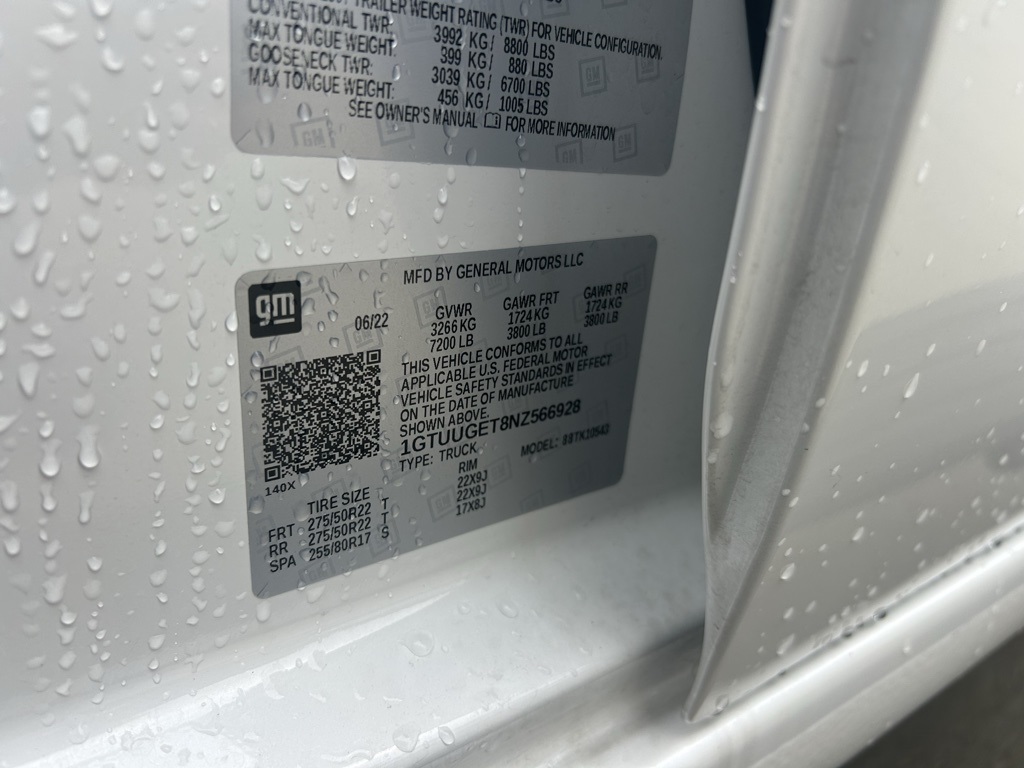 TRAILER WEIGHT RATING (TWR) FOR VEHICLE CONFIGURATION.
CONVENTIONAL TWR: 3992 KG/ 8800 LBS
MAX TONGUE WEIGHT: 399 KG/ 880 LBS
GOOSENECK TWR: 3039 KG/ 6700 LBS
MAX TONGUE WEIGHT: 456 KG/ 1005 LBS
SEE OWNER'S MANUAL FOR MORE INFORMATION
MFD BY GENERAL MOTORS LLC
gm
06/22
GVWR GAWR FRT GAWR RR
3266 KG 1724 KG 1724 KG
7200 LB 3800 LB 3800 LB
THIS VEHICLE CONFORMS TO ALL
APPLICABLE U.S. FEDERAL MOTOR
VEHICLE SAFETY STANDARDS IN EFFECT
ON THE DATE OF MANUFACTURE
SHOWN ABOVE.
1GTUUGET8NZ566928
TYPE: TRUCK MODEL: 88YK10543
140X
TIRE SIZE RIM
FRT 275/50R22 T 22X9J
RR 275/50R22 T 22X9J
SPA 255/80R17 S 17X8J